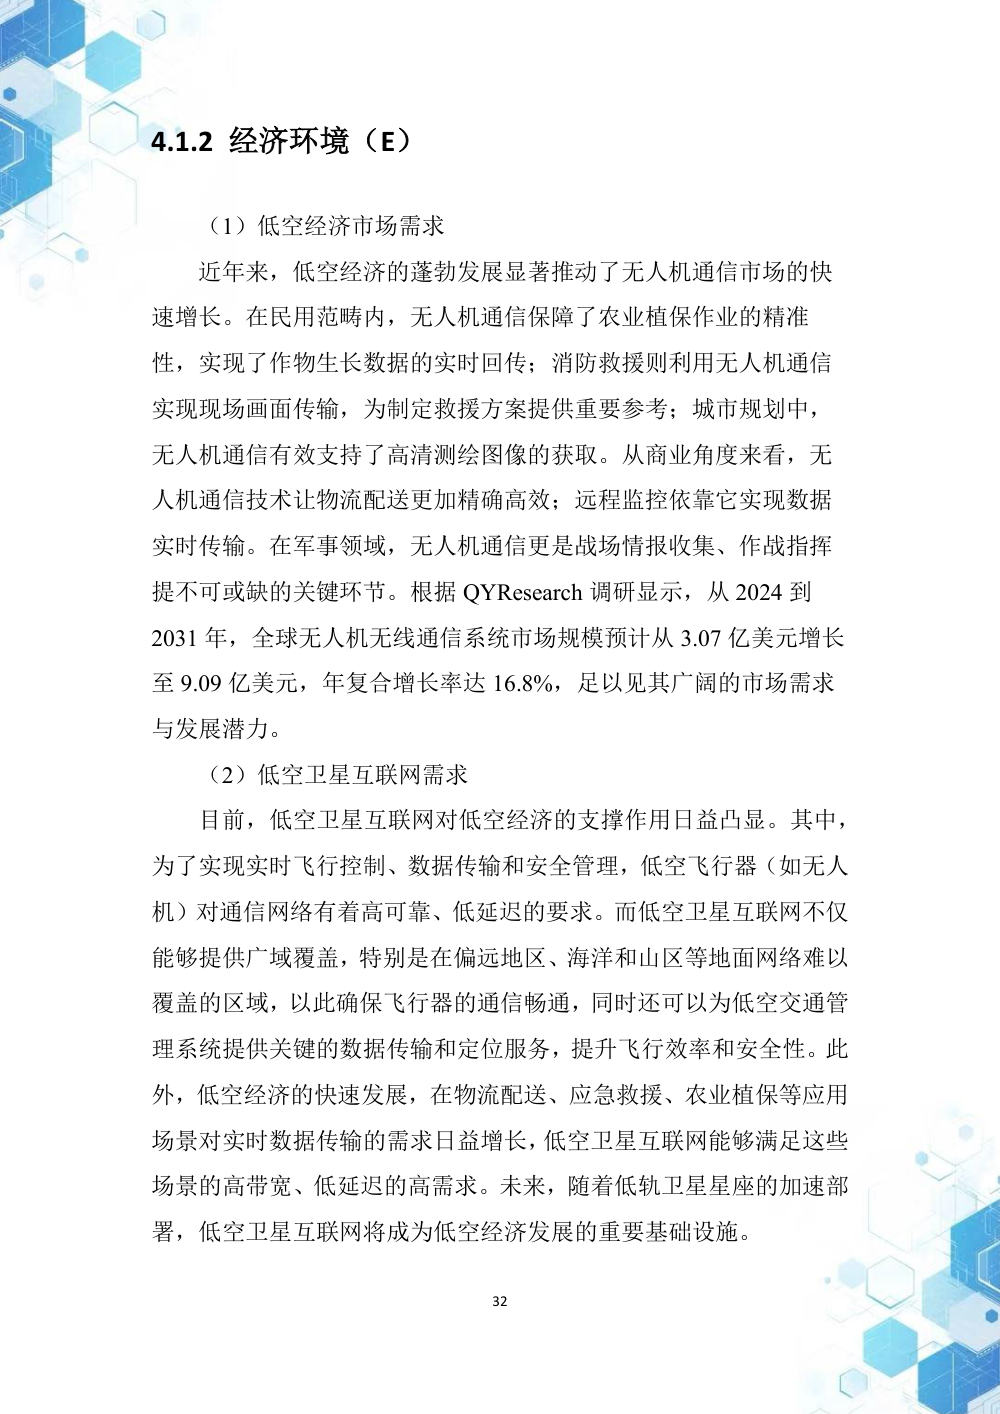 4.1.2 经济环境（E）
（1）低空经济市场需求
近年来，低空经济的蓬勃发展显著推动了无人机通信市场的快
速增长。在民用范畴内，无人机通信保障了农业植保作业的精准
性，实现了作物生长数据的实时回传；消防救援则利用无人机通信
实现现场画面传输，为制定救援方案提供重要参考；城市规划中，
无人机通信有效支持了高清测绘图像的获取。从商业角度来看，无
人机通信技术让物流配送更加精确高效；远程监控依靠它实现数据
实时传输。在军事领域，无人机通信更是战场情报收集、作战指挥
提不可或缺的关键环节。根据 QYResearch 调研显示，从 2024 到
2031 年，全球无人机无线通信系统市场规模预计从 3.07 亿美元增长
至 9.09 亿美元，年复合增长率达 16.8%，足以见其广阔的市场需求
与发展潜力。
（2）低空卫星互联网需求
目前，低空卫星互联网对低空经济的支撑作用日益凸显。其中，
为了实现实时飞行控制、数据传输和安全管理，低空飞行器（如无人
机）对通信网络有着高可靠、低延迟的要求。而低空卫星互联网不仅
能够提供广域覆盖，特别是在偏远地区、海洋和山区等地面网络难以
覆盖的区域，以此确保飞行器的通信畅通，同时还可以为低空交通管
理系统提供关键的数据传输和定位服务，提升飞行效率和安全性。此
外，低空经济的快速发展，在物流配送、应急救援、农业植保等应用
场景对实时数据传输的需求日益增长，低空卫星互联网能够满足这些
场景的高带宽、低延迟的高需求。未来，随着低轨卫星星座的加速部
署，低空卫星互联网将成为低空经济发展的重要基础设施。
32